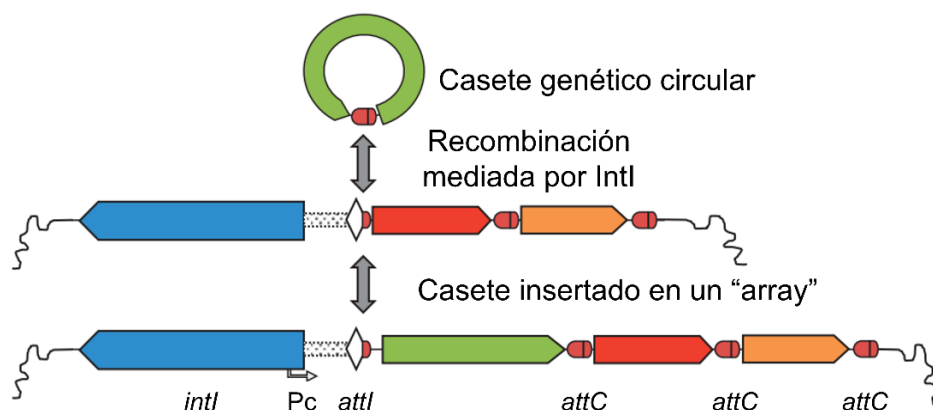 Casete genético circular
Recombinación
mediada por IntI
Casete insertado en un “array”
intI Pc attI attC attC attC